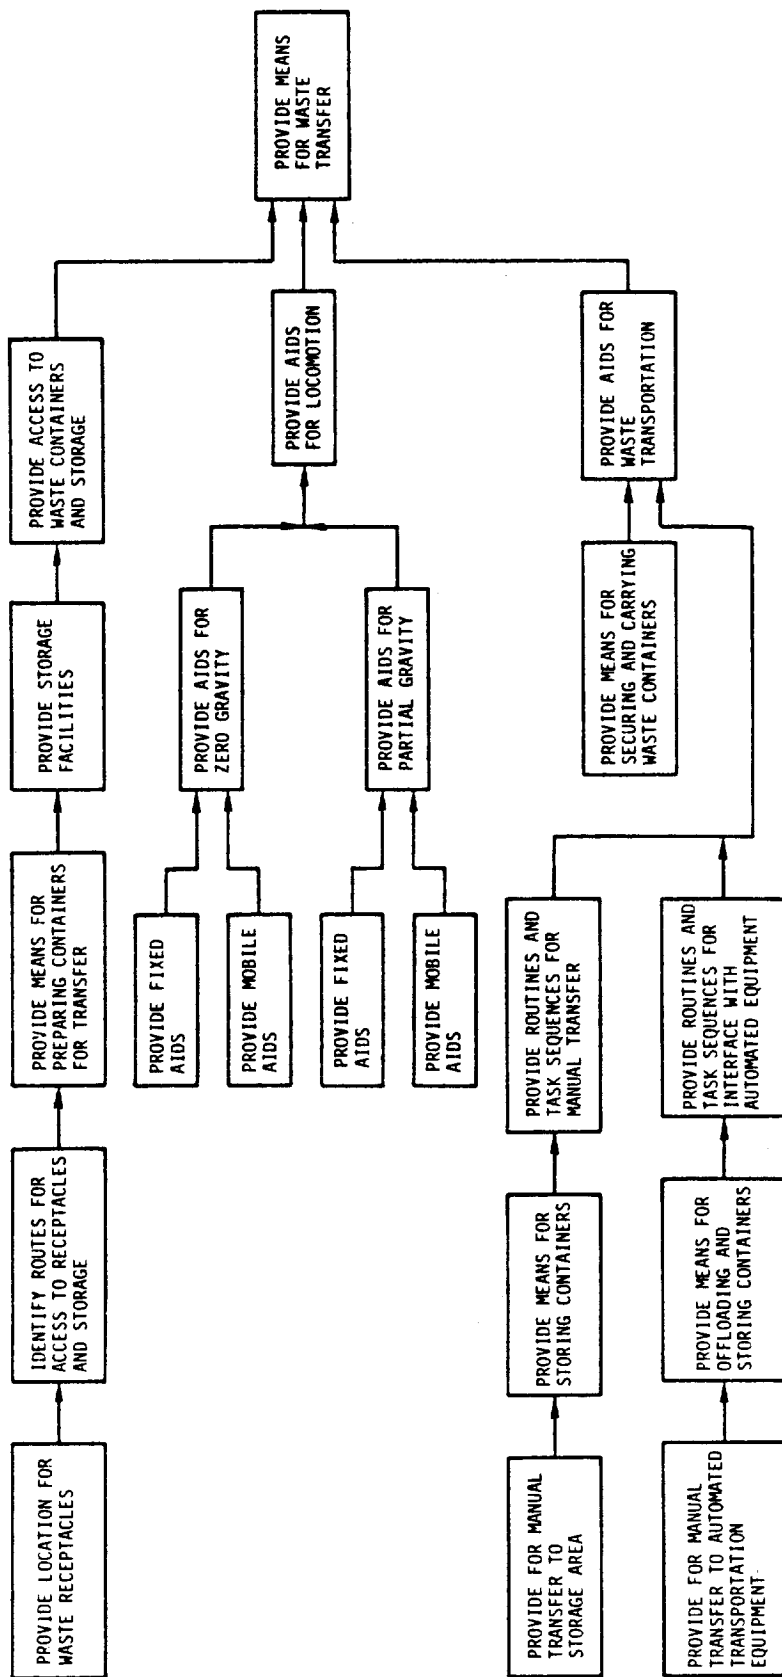 PROVIDE LOCATION FOR
WASTE RECEPTACLES
IDENTIFY ROUTES FOR
ACCESS TO RECEPTACLES
AND STORAGE
PROVIDE MEANS FOR
PREPARING CONTAINERS
FOR TRANSFER
PROVIDE STORAGE
FACILITIES
PROVIDE ACCESS TO
WASTE CONTAINERS
AND STORAGE
PROVIDE FIXED
AIDS
PROVIDE MOBILE
AIDS
PROVIDE AIDS FOR
ZERO GRAVITY
PROVIDE FIXED
AIDS
PROVIDE MOBILE
AIDS
PROVIDE AIDS FOR
PARTIAL GRAVITY
PROVIDE AIDS
FOR LOCOMOTION
PROVIDE MEANS
FOR WASTE
TRANSFER
PROVIDE FOR MANUAL
TRANSFER TO
STORAGE AREA
PROVIDE MEANS FOR
STORING CONTAINERS
PROVIDE ROUTINES AND
TASK SEQUENCES FOR
MANUAL TRANSFER
PROVIDE MEANS FOR
SECURING AND CARRYING
WASTE CONTAINERS
PROVIDE AIDS FOR
WASTE
TRANSPORTATION
PROVIDE FOR MANUAL
TRANSFER TO AUTOMATED
TRANSPORTATION
EQUIPMENT.
PROVIDE MEANS FOR
OFFLOADING AND
STORING CONTAINERS
PROVIDE ROUTINES AND
TASK SEQUENCES FOR
INTERFACE WITH
AUTOMATED EQUIPMENT